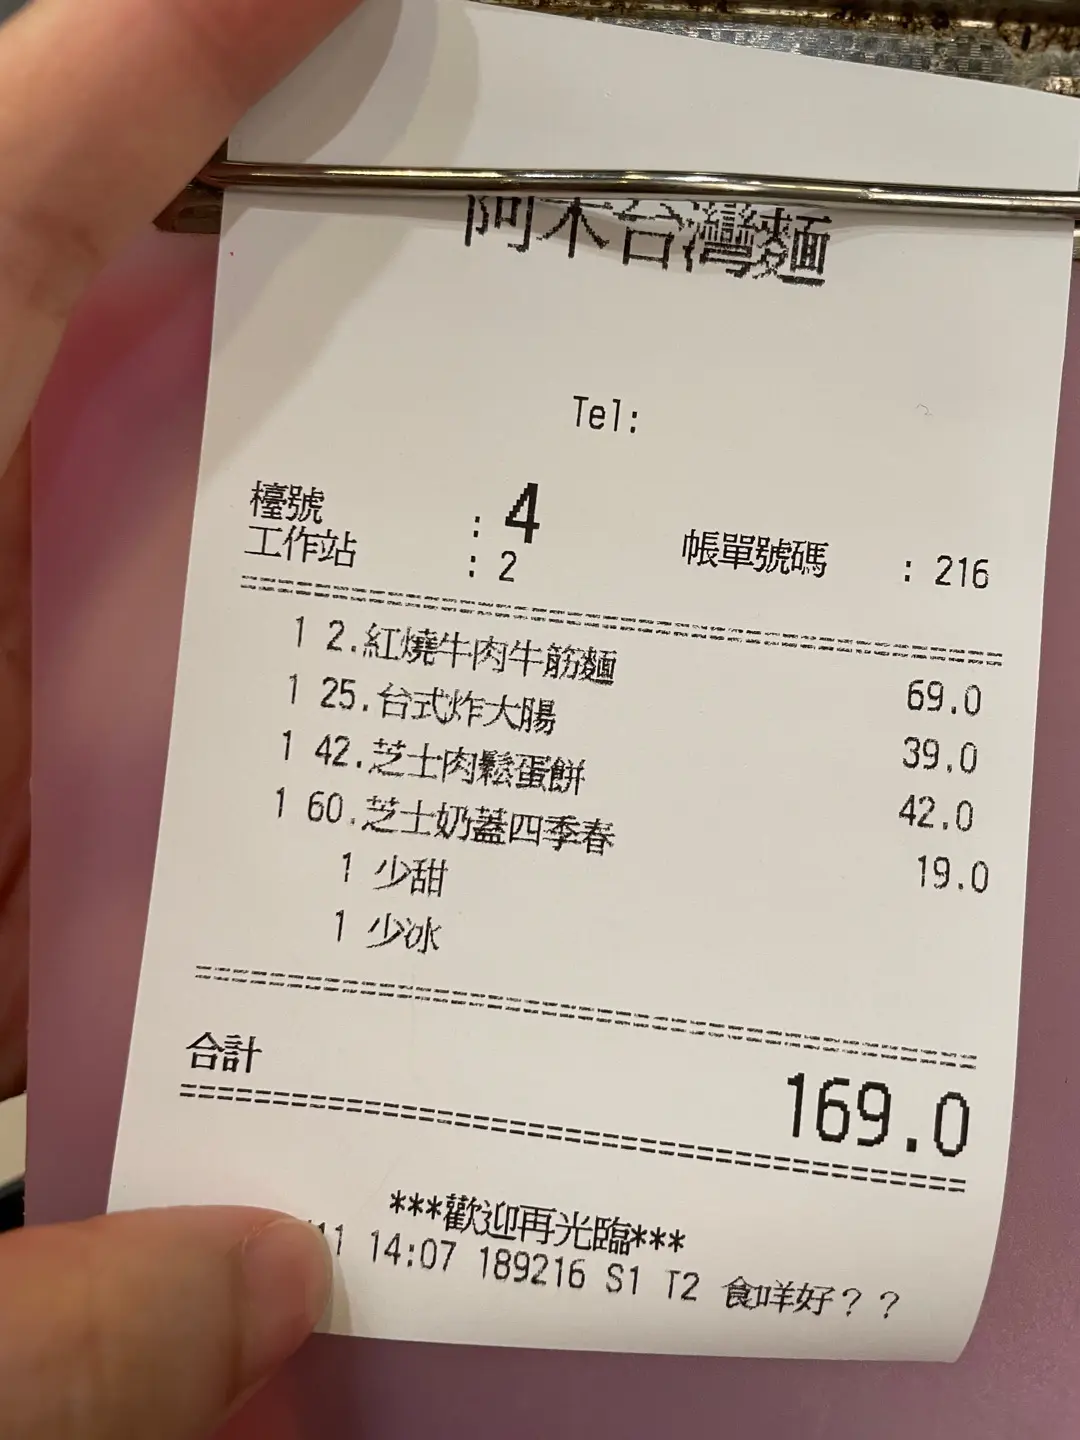 阿木台灣麵
Tel:
檯號 : 4
工作站 : 2 帳單號碼 : 216
1 2.紅燒牛肉牛筋麵 69.0
1 25.台式炸大腸 39.0
1 42.芝士肉鬆蛋餅 42.0
1 60.芝士奶蓋四季春 19.0
1 少甜
1 少冰
合計 169.0
***歡迎再光臨***
/11 14:07 189216 S1 T2 食咩好？？